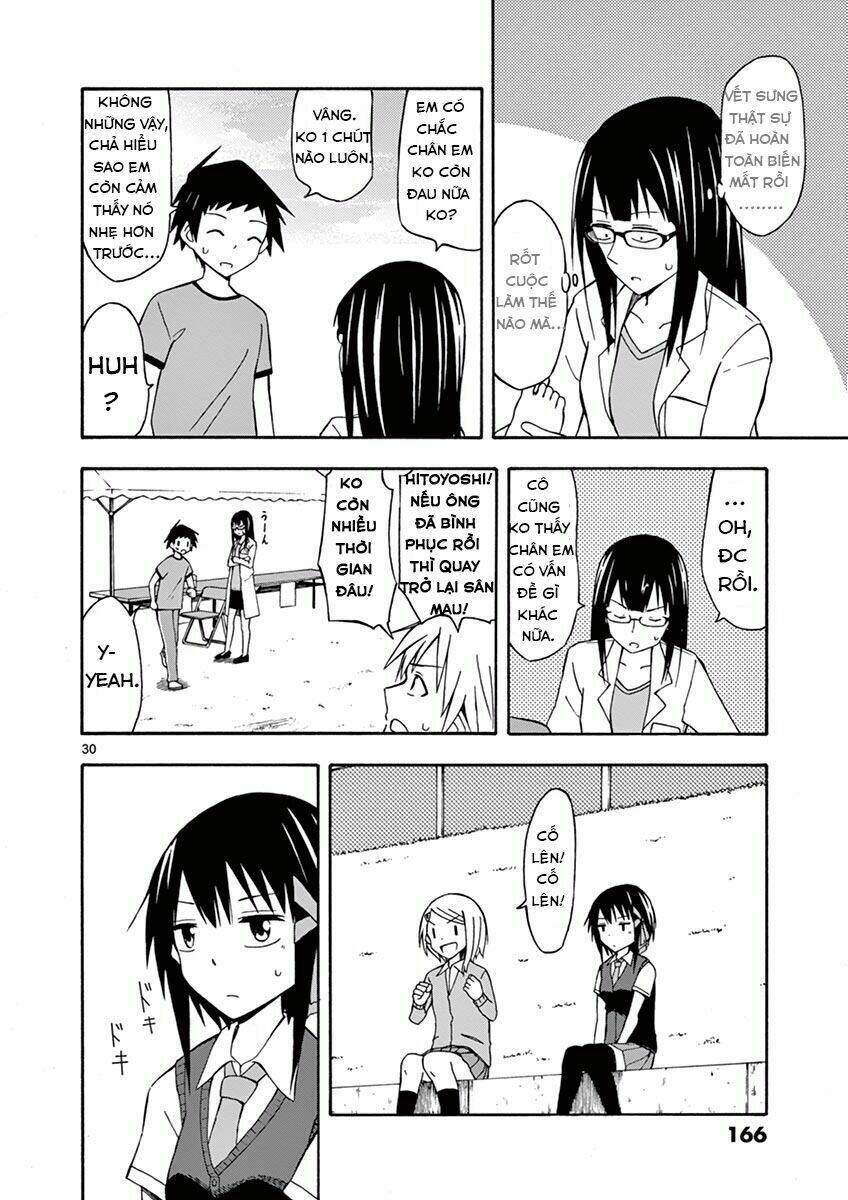 VẾT SƯNG
THẬT SỰ
ĐÃ HOÀN
TOÀN BIẾN
MẤT RỒI
........
RỐT
CUỘC
LÀM THẾ
NÀO MÀ...
EM CÓ
CHẮC
CHÂN EM
KO CÒN
ĐAU NỮA
KO?
VÂNG.
KO 1 CHÚT
NÀO LUÔN.
KHÔNG
NHỮNG VẬY,
CHẢ HIỂU
SAO EM
CÒN CẢM
THẤY NÓ
NHẸ HƠN
TRƯỚC...
HUH
?
...
OH,
ĐC
RỒI.
CÔ
CŨNG
KO THẤY
CHÂN EM
CÓ VẤN
ĐỀ GÌ
KHÁC
NỮA.
HITOYOSHI!
NẾU ÔNG
ĐÃ BÌNH
PHỤC RỒI
THÌ QUAY
TRỞ LẠI SÂN
MAU!
KO
CÒN
NHIỀU
THỜI
GIAN
ĐÂU!
うーん
Y-
YEAH.
30
CỐ
LÊN!
CỐ
LÊN!
ドキ
ドキ
166